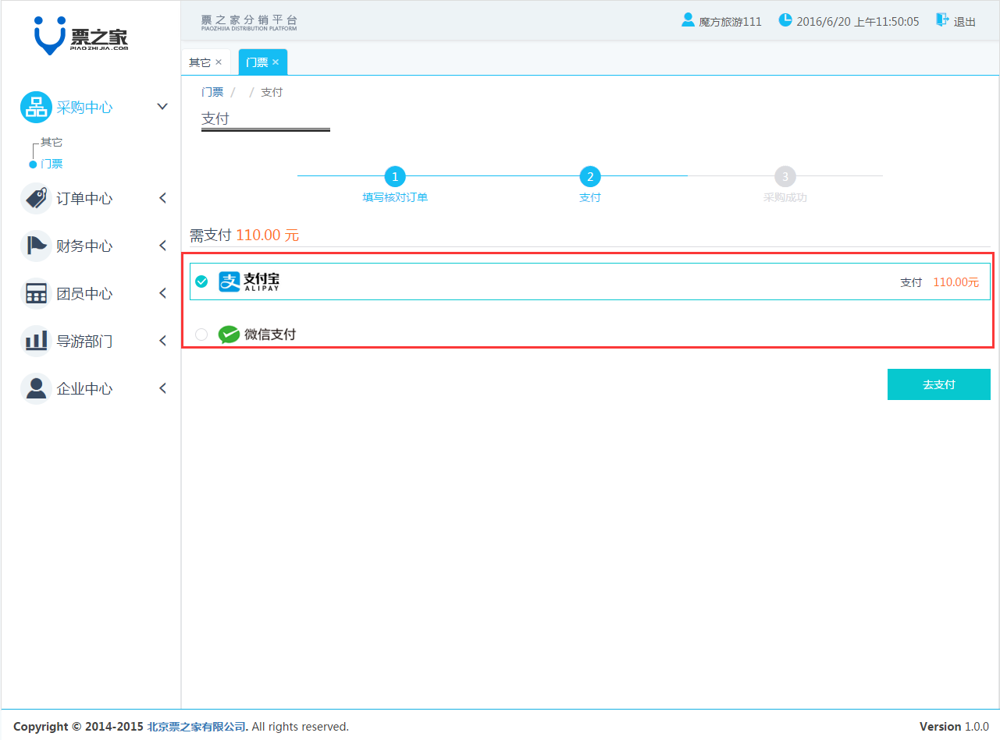 票之家
PIAOZHIJIA.COM
票之家分销平台
PIAOZHIJIA DISTRIBUTION PLATFORM
魔方旅游111
2016/6/20 上午11:50:05
退出
其它 ×
门票 ×
采购中心
其它
门票
订单中心
财务中心
团员中心
导游部门
企业中心
门票 / / 支付
支付
1 2 3
填写核对订单 支付 采购成功
需支付 110.00 元
支付宝
ALIPAY
支付 110.00元
微信支付
去支付
Copyright © 2014-2015 北京票之家有限公司. All rights reserved.
Version 1.0.0